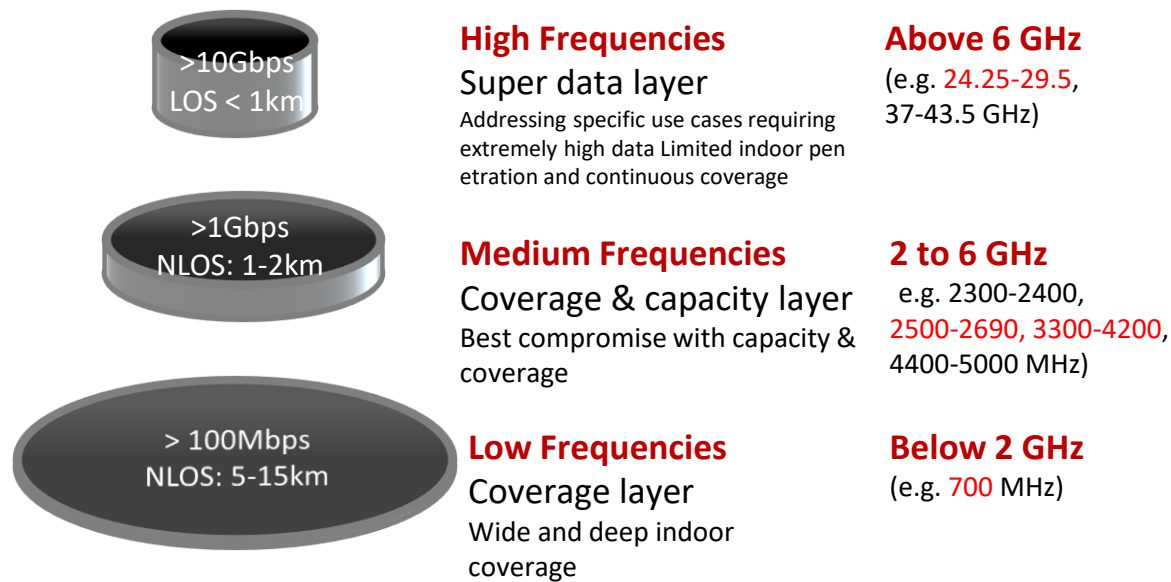 >10Gbps
LOS < 1km
High Frequencies
Super data layer
Addressing specific use cases requiring
extremely high data Limited indoor pen
etration and continuous coverage
Above 6 GHz
(e.g. 24.25-29.5,
37-43.5 GHz)
>1Gbps
NLOS: 1-2km
Medium Frequencies
Coverage & capacity layer
Best compromise with capacity &
coverage
2 to 6 GHz
e.g. 2300-2400,
2500-2690, 3300-4200,
4400-5000 MHz)
> 100Mbps
NLOS: 5-15km
Low Frequencies
Coverage layer
Wide and deep indoor
coverage
Below 2 GHz
(e.g. 700 MHz)